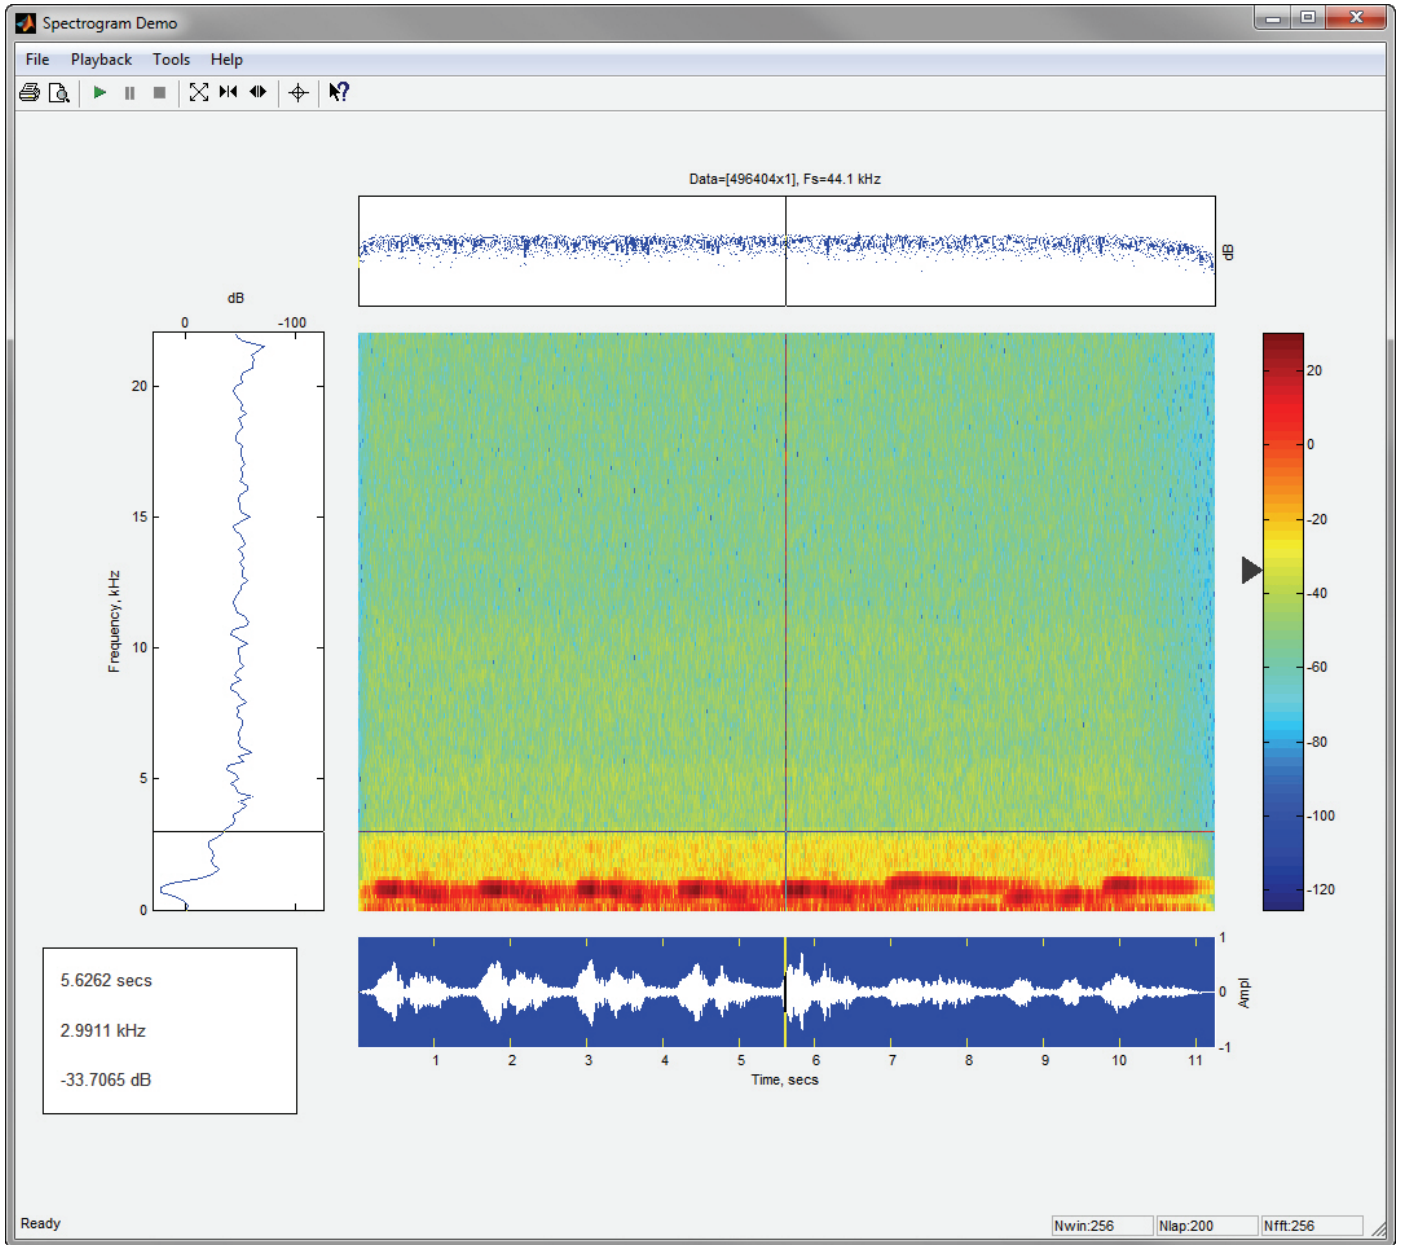 Spectrogram Demo
File Playback Tools Help
Data=[496404x1], Fs=44.1 kHz
dB
dB
0 -100
20
15
10
5
0
Frequency, kHz
20
0
-20
-40
-60
-80
-100
-120
1
0
-1
Ampl
1 2 3 4 5 6 7 8 9 10 11
Time, secs
5.6262 secs
2.9911 kHz
-33.7065 dB
Ready
Nwin:256 Nlap:200 Nfft:256